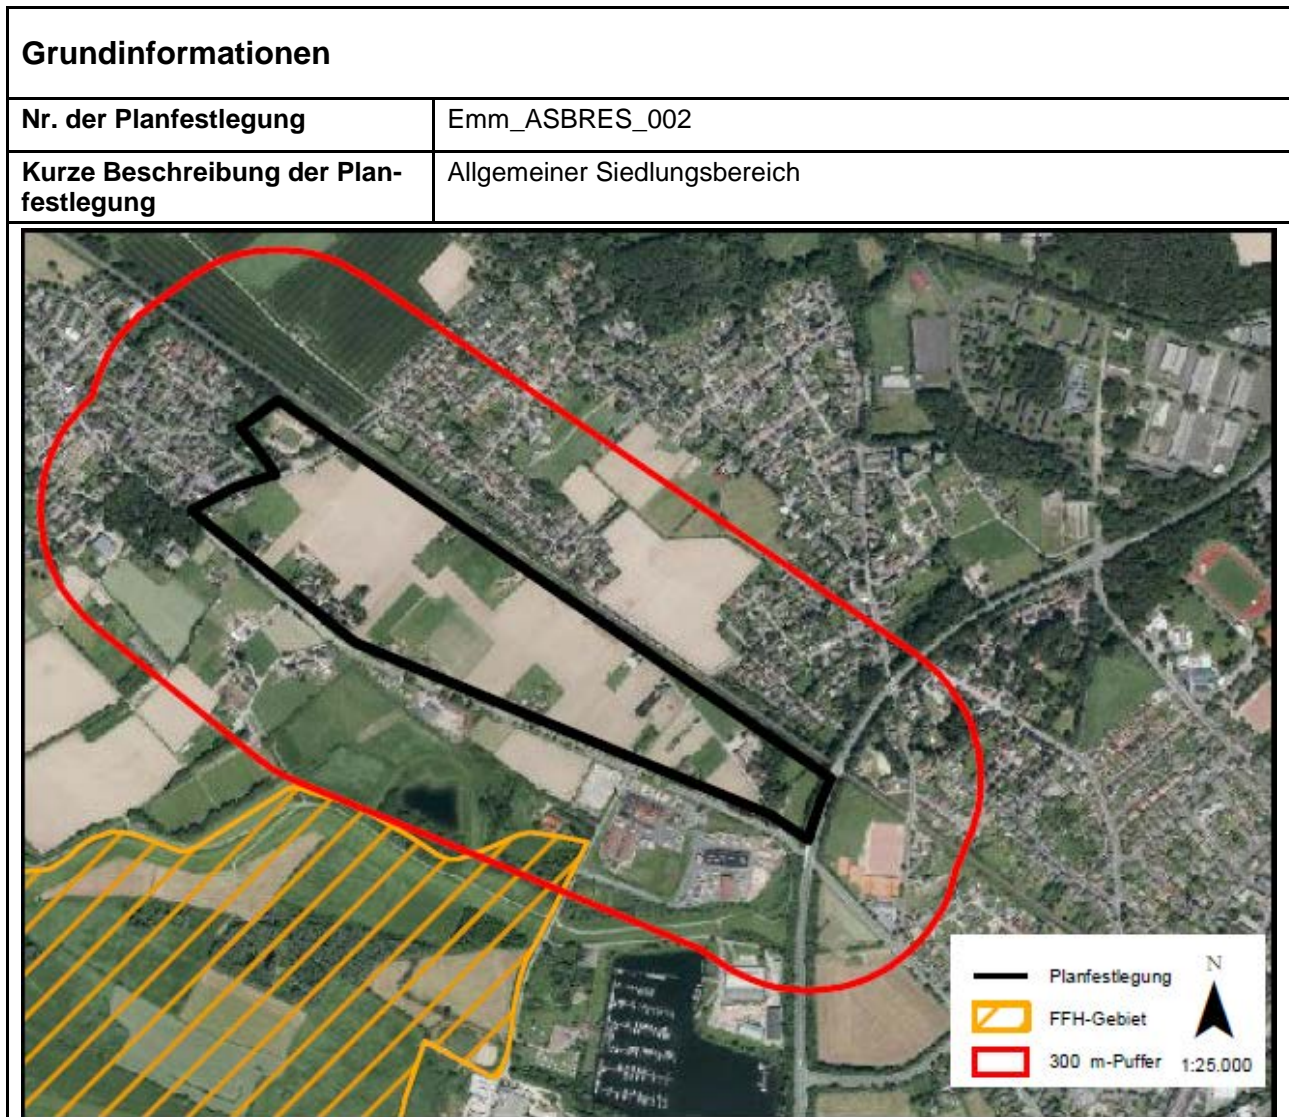 Grundinformationen
Nr. der Planfestlegung
Emm_ASBRES_002
Kurze Beschreibung der Plan-
festlegung
Allgemeiner Siedlungsbereich
Planfestlegung
FFH-Gebiet
300 m-Puffer
N
1:25.000